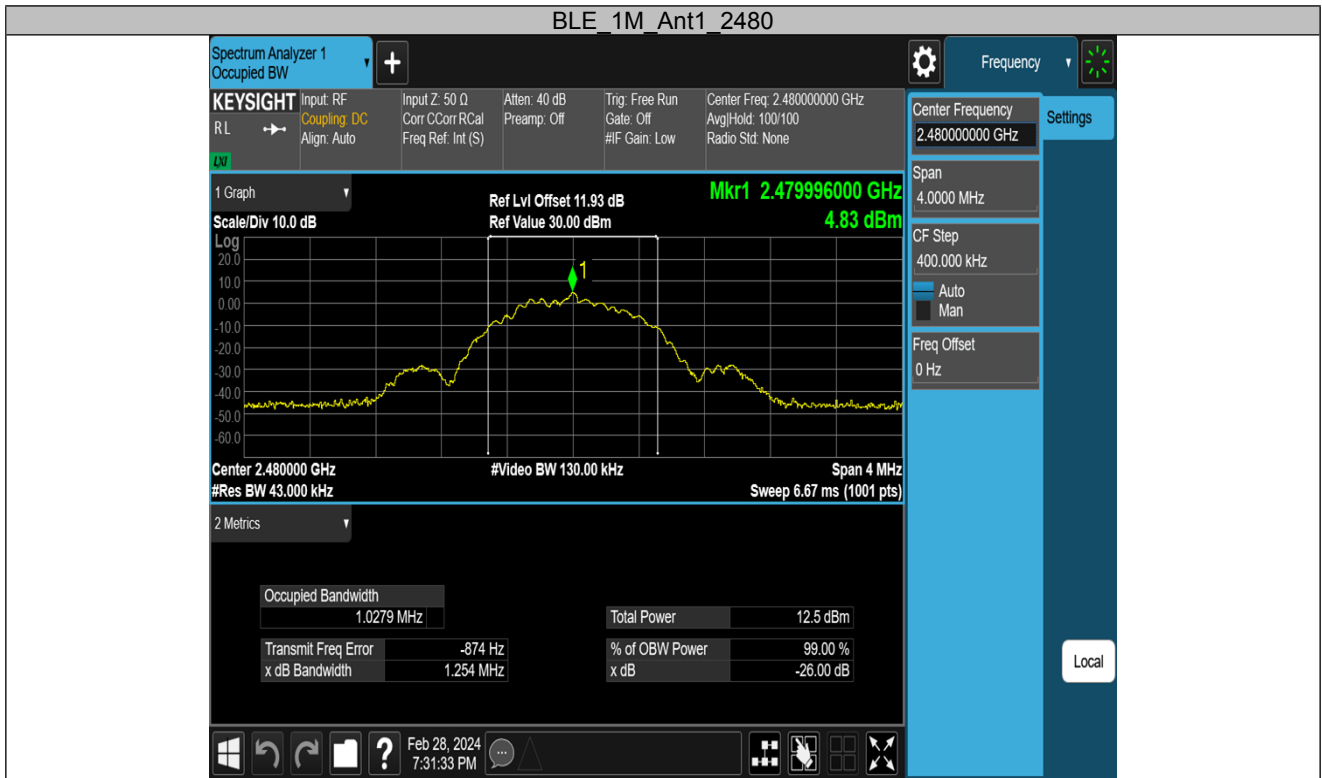 BLE_1M_Ant1_2480
Spectrum Analyzer 1
Occupied BW
+
Frequency
KEYSIGHT
RL
LXI
Input: RF
Coupling: DC
Align: Auto
Input Z: 50 Ω
Corr CCorr RCal
Freq Ref: Int (S)
Atten: 40 dB
Preamp: Off
Trig: Free Run
Gate: Off
#IF Gain: Low
Center Freq: 2.480000000 GHz
Avg|Hold: 100/100
Radio Std: None
Center Frequency
2.480000000 GHz
Settings
Span
4.0000 MHz
CF Step
400.000 kHz
Auto
Man
Freq Offset
0 Hz
1 Graph
Scale/Div 10.0 dB
Ref Lvl Offset 11.93 dB
Ref Value 30.00 dBm
Mkr1 2.479996000 GHz
4.83 dBm
Log
20.0
10.0
0.00
-10.0
-20.0
-30.0
-40.0
-50.0
-60.0
1
Center 2.480000 GHz
#Video BW 130.00 kHz
Span 4 MHz
#Res BW 43.000 kHz
Sweep 6.67 ms (1001 pts)
2 Metrics
Occupied Bandwidth
1.0279 MHz
Total Power 12.5 dBm
Transmit Freq Error -874 Hz
% of OBW Power 99.00 %
x dB Bandwidth 1.254 MHz
x dB -26.00 dB
Local
?
Feb 28, 2024
7:31:33 PM